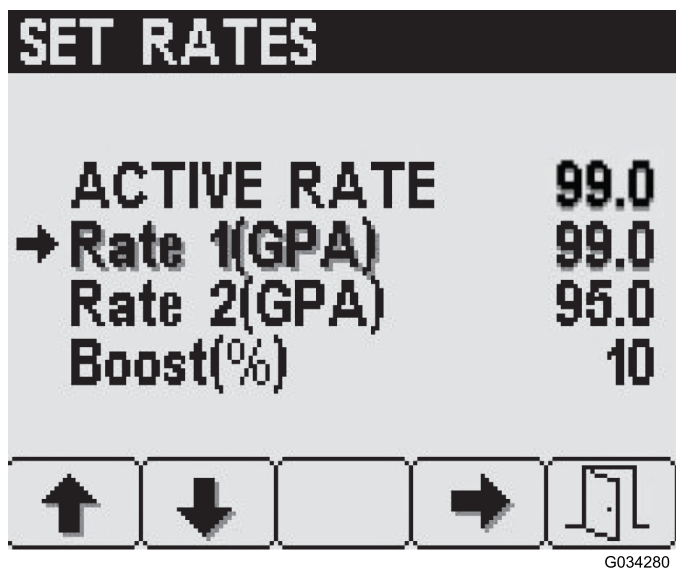 SET RATES
ACTIVE RATE 99.0
Rate 1(GPA) 99.0
Rate 2(GPA) 95.0
Boost(%) 10
G034280